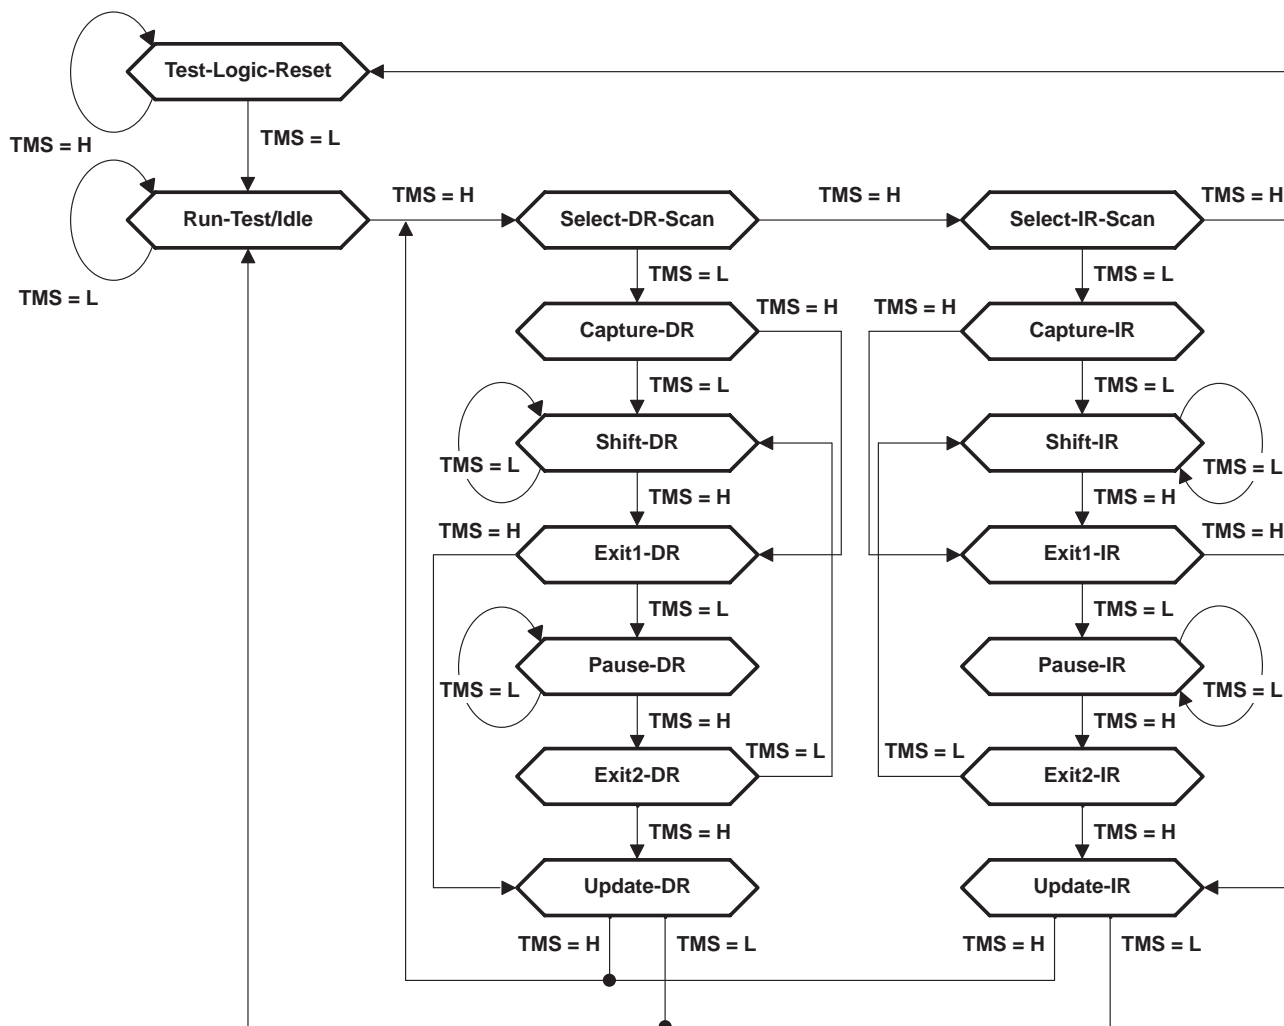 Test-Logic-Reset
TMS = H
TMS = L
TMS = H
TMS = H
TMS = H
Run-Test/Idle
Select-DR-Scan
Select-IR-Scan
TMS = L
TMS = L
TMS = L
TMS = H
TMS = H
Capture-DR
Capture-IR
TMS = L
TMS = L
Shift-DR
Shift-IR
TMS = L
TMS = L
TMS = H
TMS = H
TMS = H
TMS = H
Exit1-DR
Exit1-IR
TMS = L
TMS = L
Pause-DR
Pause-IR
TMS = L
TMS = L
TMS = H
TMS = H
TMS = L
TMS = L
Exit2-DR
Exit2-IR
TMS = H
TMS = H
Update-DR
Update-IR
TMS = H
TMS = L
TMS = H
TMS = L